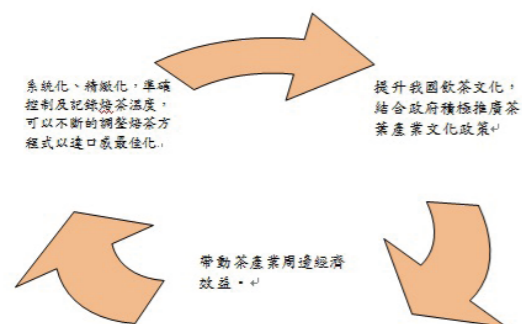 系統化、精緻化，準確
控制及記錄焙茶溫度，
可以不斷的調整焙茶方
程式以達口感最佳化.
提升我國飲茶文化，
結合政府積極推廣茶
葉產業文化政策
帶動茶產業周邊經濟
效益。